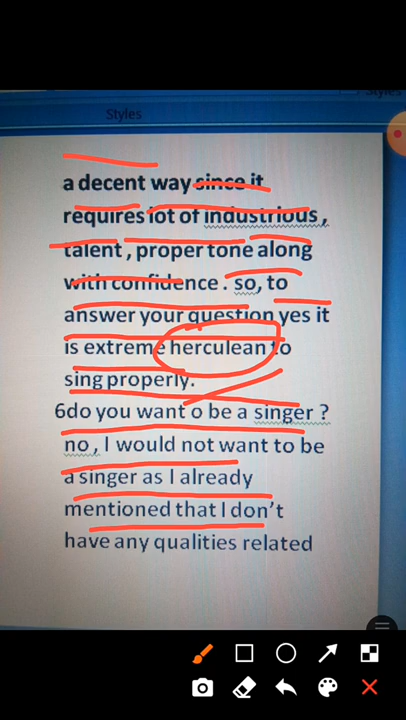 Styles
Styles
a decent way since it
requires lot of industrious ,
talent , proper tone along
with confidence . so, to
answer your question yes it
is extreme herculean to
sing properly.
6do you want o be a singer ?
no , I would not want to be
a singer as I already
mentioned that I don't
have any qualities related